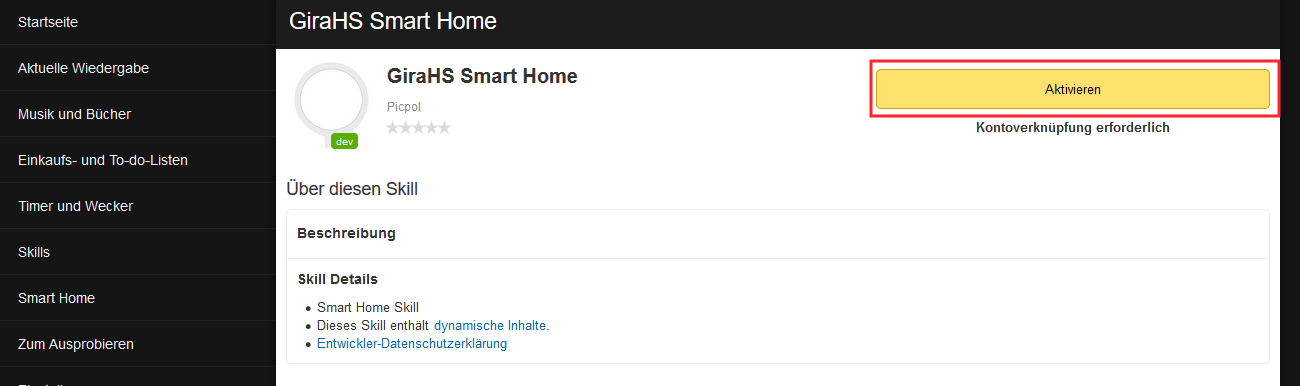 Startseite
Aktuelle Wiedergabe
Musik und Bücher
Einkaufs- und To-do-Listen
Timer und Wecker
Skills
Smart Home
Zum Ausprobieren
GiraHS Smart Home
GiraHS Smart Home
Picpol
dev
Aktivieren
Kontoverknüpfung erforderlich
Über diesen Skill
Beschreibung
Skill Details
Smart Home Skill
Dieses Skill enthält dynamische Inhalte.
Entwickler-Datenschutzerklärung